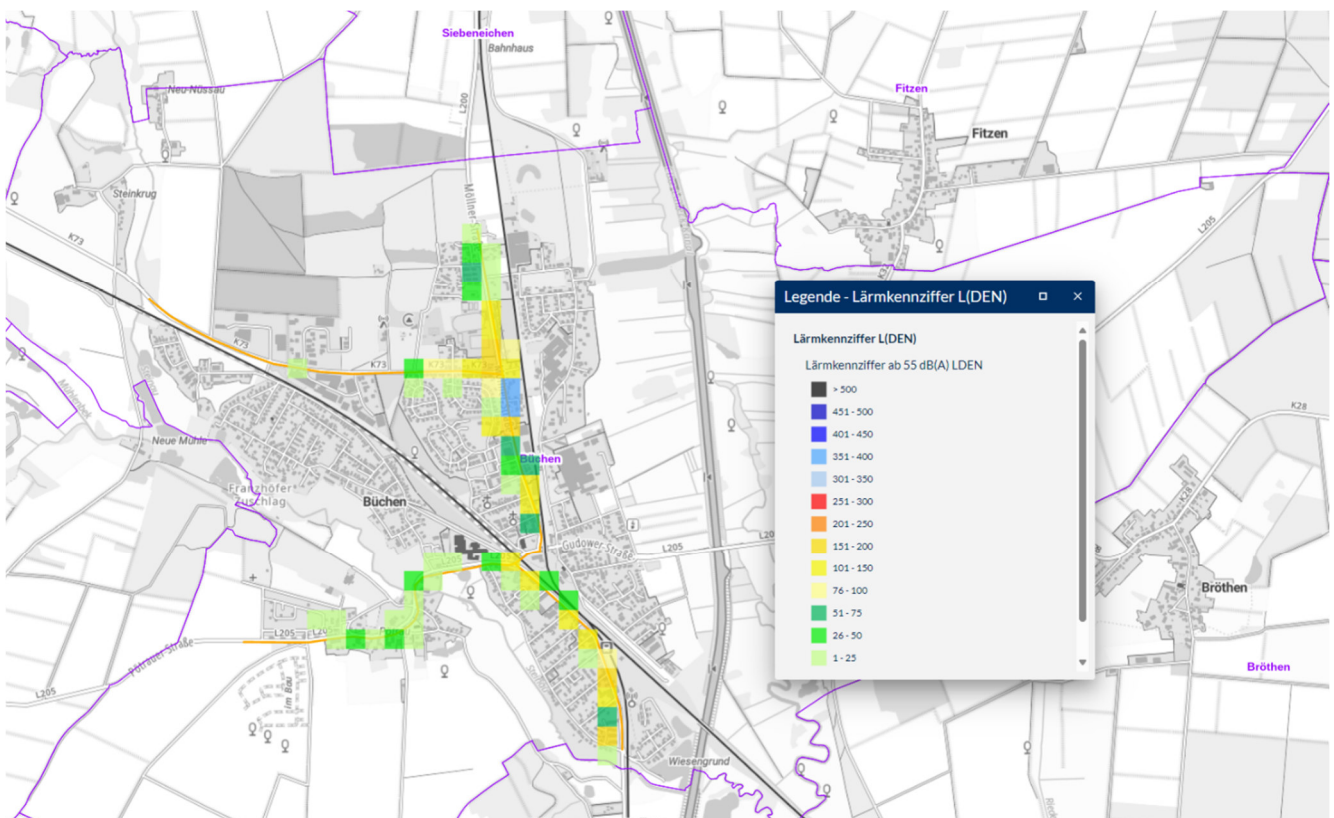 Siebeneichen
Bahnhaus
Neu-Nüssau
L200
Fitzen
Fitzen
Steinkrug
K73
L205
K73
K73
Legende - Lärmkennziffer L(DEN)
Lärmkennziffer L(DEN)
Lärmkennziffer ab 55 dB(A) LDEN
> 500
451 - 500
401 - 450
351 - 400
301 - 350
251 - 300
201 - 250
151 - 200
101 - 150
76 - 100
51 - 75
26 - 50
1 - 25
K28
K28
Neue Mühle
Büchen
Büchen
Franzhöfer
Zuschlag
Gudower-Straße
L205
Bröthen
Bröthen
L205
Pötrauer-Straße
L205
im Bau
Wiesengrund